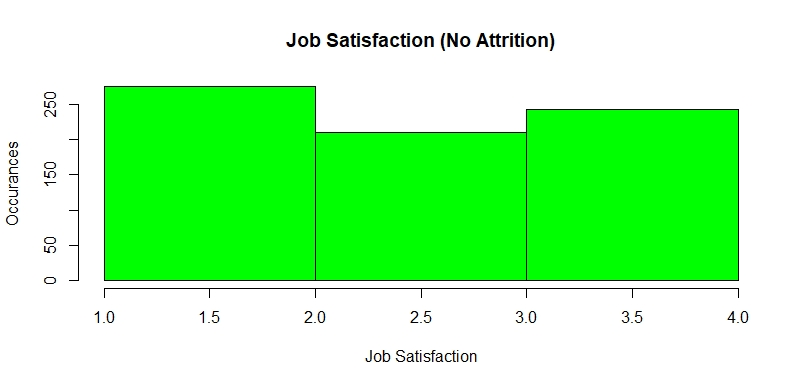 Job Satisfaction (No Attrition)
Occurances
250
150
50
0
1.0 1.5 2.0 2.5 3.0 3.5 4.0
Job Satisfaction